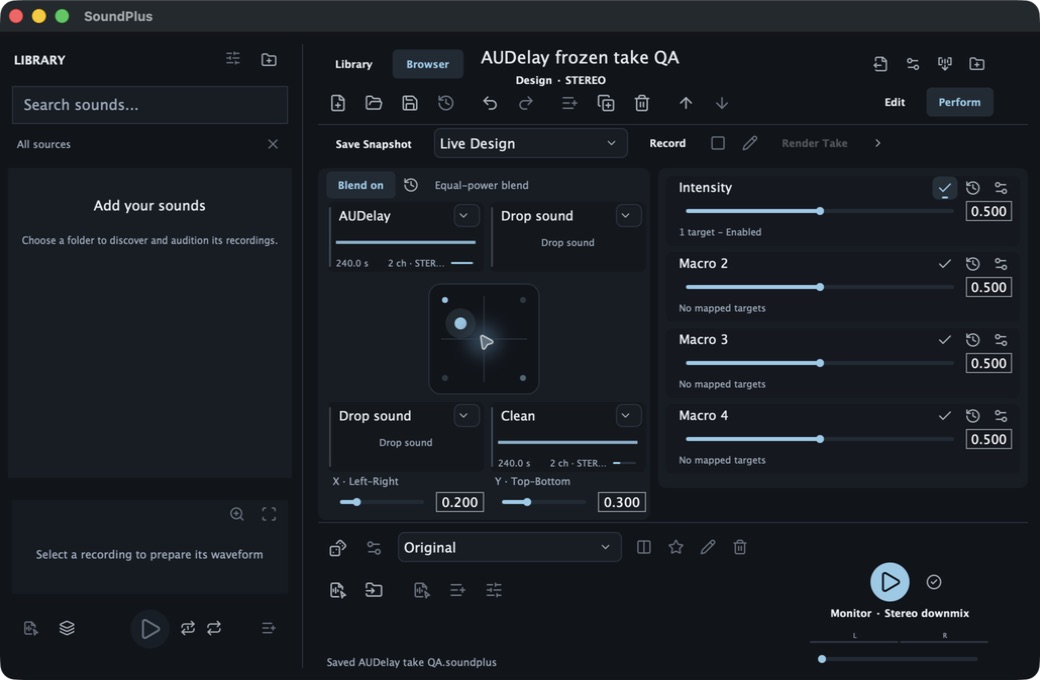 SoundPlus
LIBRARY
Search sounds...
All sources
Add your sounds
Choose a folder to discover and audition its recordings.
Select a recording to prepare its waveform
Library
Browser
AUDelay frozen take QA
Design · STEREO
Edit
Perform
Save Snapshot
Live Design
Record
Render Take
Blend on
Equal-power blend
AUDelay
240.0 s 2 ch · STER...
Drop sound
Drop sound
Drop sound
Drop sound
Clean
240.0 s 2 ch · STER...
X · Left-Right
0.200
Y · Top-Bottom
0.300
Intensity
0.500
1 target – Enabled
Macro 2
0.500
No mapped targets
Macro 3
0.500
No mapped targets
Macro 4
0.500
No mapped targets
Original
Monitor · Stereo downmix
L R
Saved AUDelay take QA.soundplus